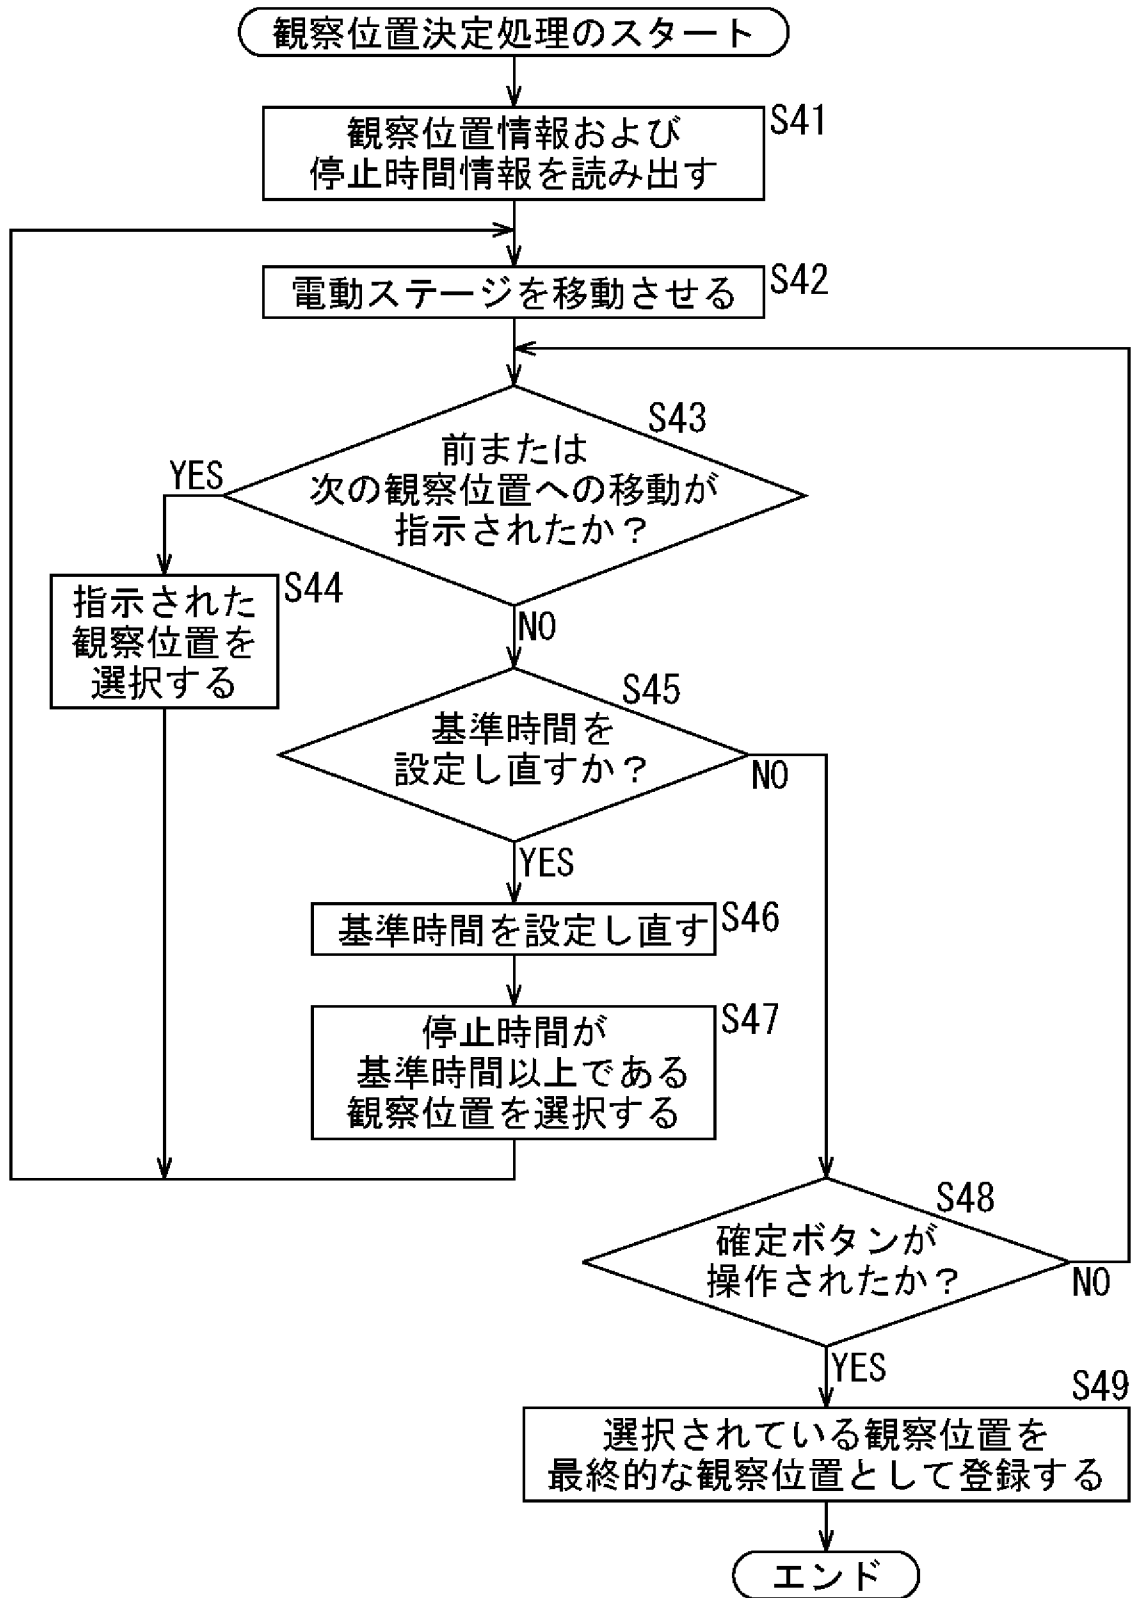 観察位置決定処理のスタート
S41
観察位置情報および
停止時間情報を読み出す
S42
電動ステージを移動させる
S43
前または
次の観察位置への移動が
指示されたか？
YES
NO
S44
指示された
観察位置を
選択する
S45
基準時間を
設定し直すか？
NO
YES
S46
基準時間を設定し直す
S47
停止時間が
基準時間以上である
観察位置を選択する
S48
確定ボタンが
操作されたか？
NO
YES
S49
選択されている観察位置を
最終的な観察位置として登録する
エンド